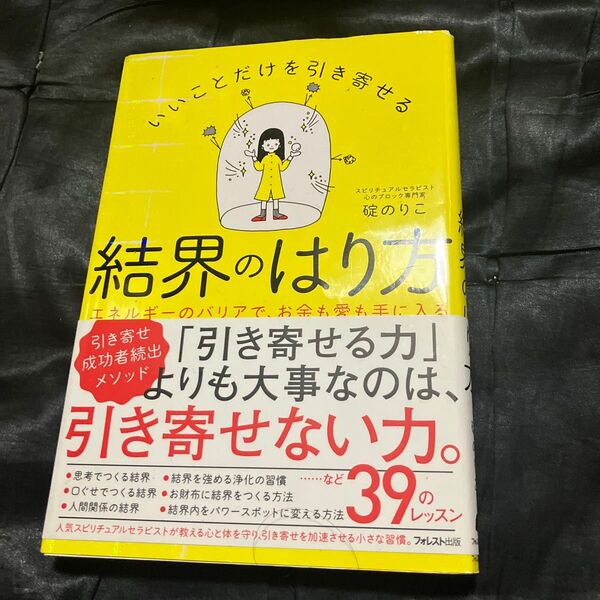 いいことだけを引き寄せる
スピリチュアルセラピスト
心のブロック専門家
碇のりこ
結界のはり方
エネルギーのバリアで、お金も愛も手に入る
引き寄せ
成功者続出
メソッド
「引き寄せる力」
よりも大事なのは、
引き寄せない力。
・思考でつくる結界
・口ぐせでつくる結界
・人間関係の結界
・結界を強める浄化の習慣
・お財布に結界をつくる方法
・結界内をパワースポットに変える方法
……など
39の
レッスン
人気スピリチュアルセラピストが教える心と体を守り、引き寄せを加速させる小さな習慣。
フォレスト出版